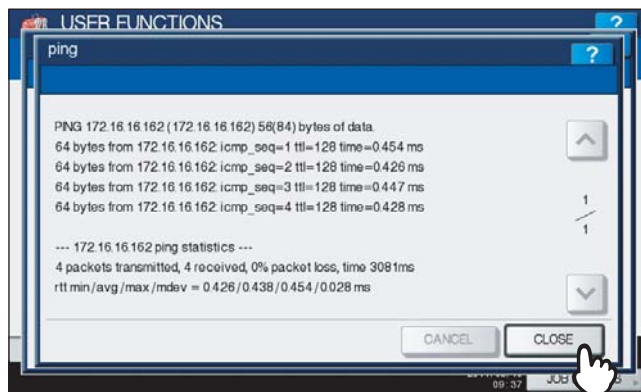 USER FUNCTIONS
?
ping
?
PING 172.16.16.162 (172.16.16.162) 56(84) bytes of data.
64 bytes from 172.16.16.162: icmp_seq=1 ttl=128 time=0.454 ms
64 bytes from 172.16.16.162: icmp_seq=2 ttl=128 time=0.426 ms
64 bytes from 172.16.16.162: icmp_seq=3 ttl=128 time=0.447 ms
64 bytes from 172.16.16.162: icmp_seq=4 ttl=128 time=0.428 ms
1
1
--- 172.16.16.162 ping statistics ---
4 packets transmitted, 4 received, 0% packet loss, time 3081ms
rtt min/avg/max/mdev = 0.426/0.438/0.454/0.028 ms
CANCEL
CLOSE
09:37
JOB